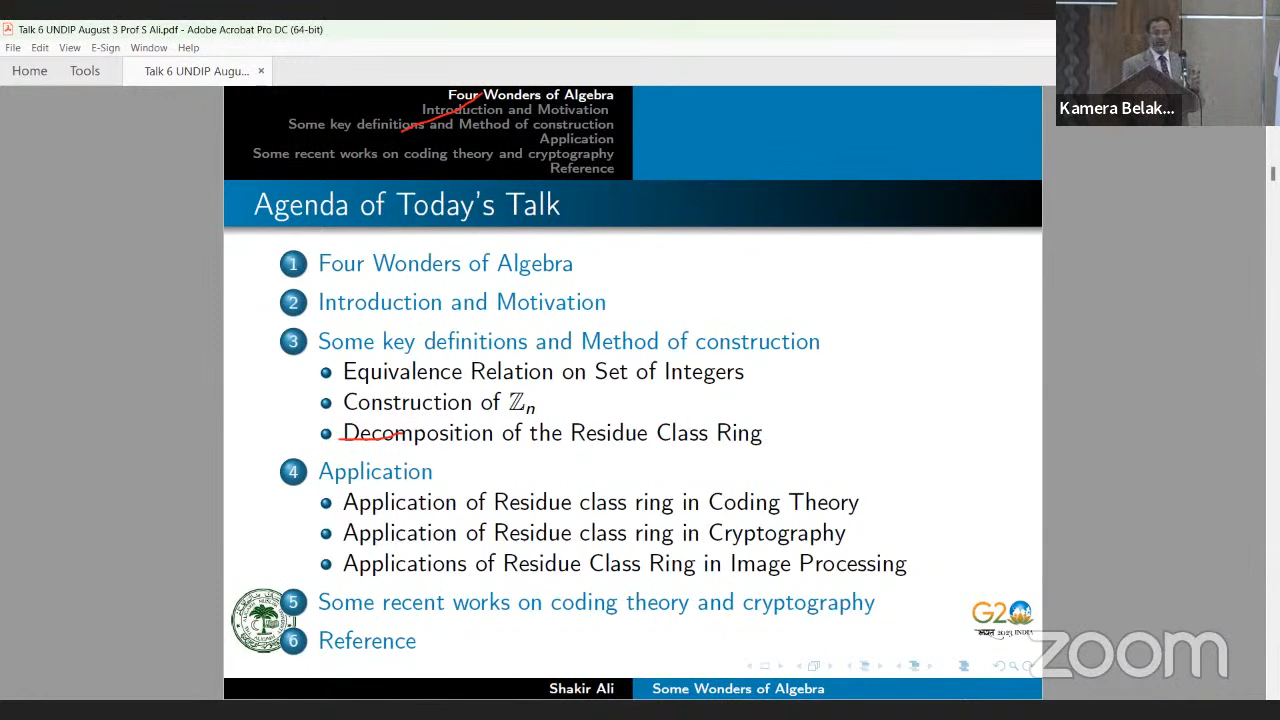 Talk 6 UNDIP August 3 Prof S Ali.pdf - Adobe Acrobat Pro DC (64-bit)
File Edit View E-Sign Window Help
Home Tools Talk 6 UNDIP Augu... ×
Kamera Belak...
Four Wonders of Algebra
Introduction and Motivation
Some key definitions and Method of construction
Application
Some recent works on coding theory and cryptography
Reference
Agenda of Today's Talk
1 Four Wonders of Algebra
2 Introduction and Motivation
3 Some key definitions and Method of construction
Equivalence Relation on Set of Integers
Construction of ℤn
Decomposition of the Residue Class Ring
4 Application
Application of Residue class ring in Coding Theory
Application of Residue class ring in Cryptography
Applications of Residue Class Ring in Image Processing
5 Some recent works on coding theory and cryptography
6 Reference
G20
भारत 2023 INDIA
zoom
Shakir Ali Some Wonders of Algebra